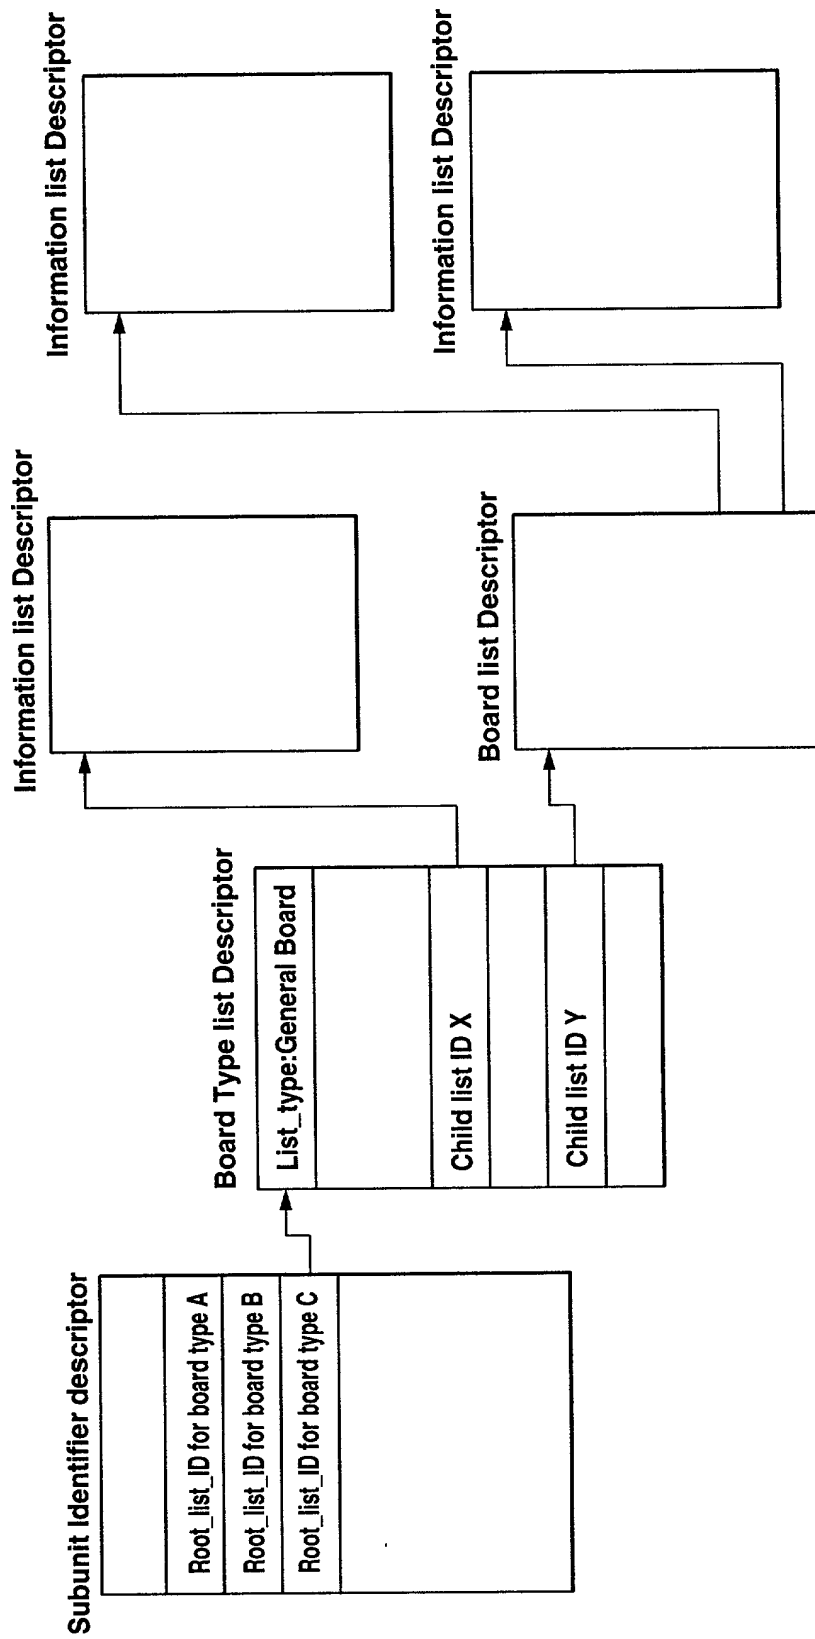 Subunit Identifier descriptor
Root_list_ID for board type A
Root_list_ID for board type B
Root_list_ID for board type C
Board Type list Descriptor
List_type:General Board
Child list ID X
Child list ID Y
Information list Descriptor
Board list Descriptor
Information list Descriptor
Information list Descriptor